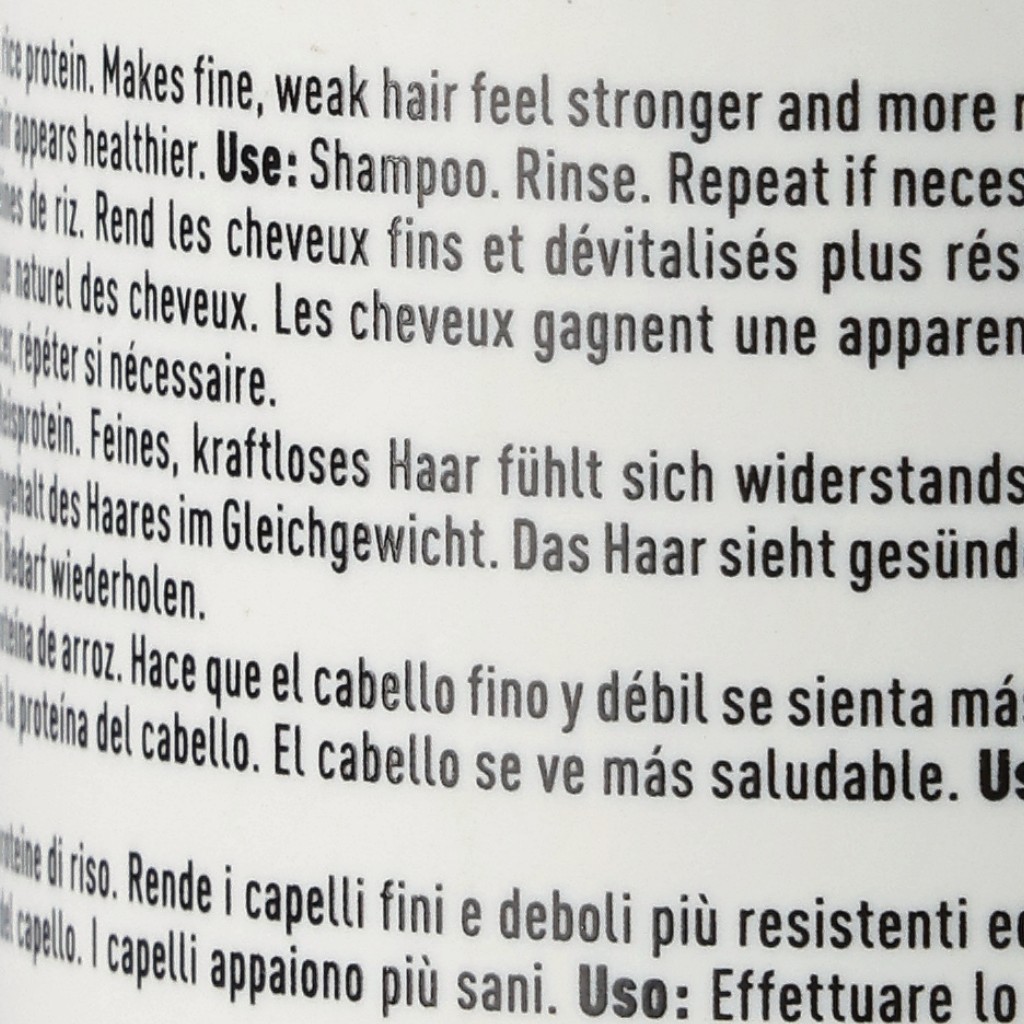 rice protein. Makes fine, weak hair feel stronger and more
appears healthier. Use: Shampoo. Rinse. Repeat if neces
de riz. Rend les cheveux fins et dévitalisés plus rés
naturel des cheveux. Les cheveux gagnent une apparen
répéter si nécessaire.
Feines, kraftloses Haar fühlt sich widerstands
des Haares im Gleichgewicht. Das Haar sieht gesünd
Bedarf wiederholen.
de arroz. Hace que el cabello fino y débil se sienta má
la proteína del cabello. El cabello se ve más saludable. Us
di riso. Rende i capelli fini e deboli più resistenti ed
capello. I capelli appaiono più sani. Uso: Effettuare lo